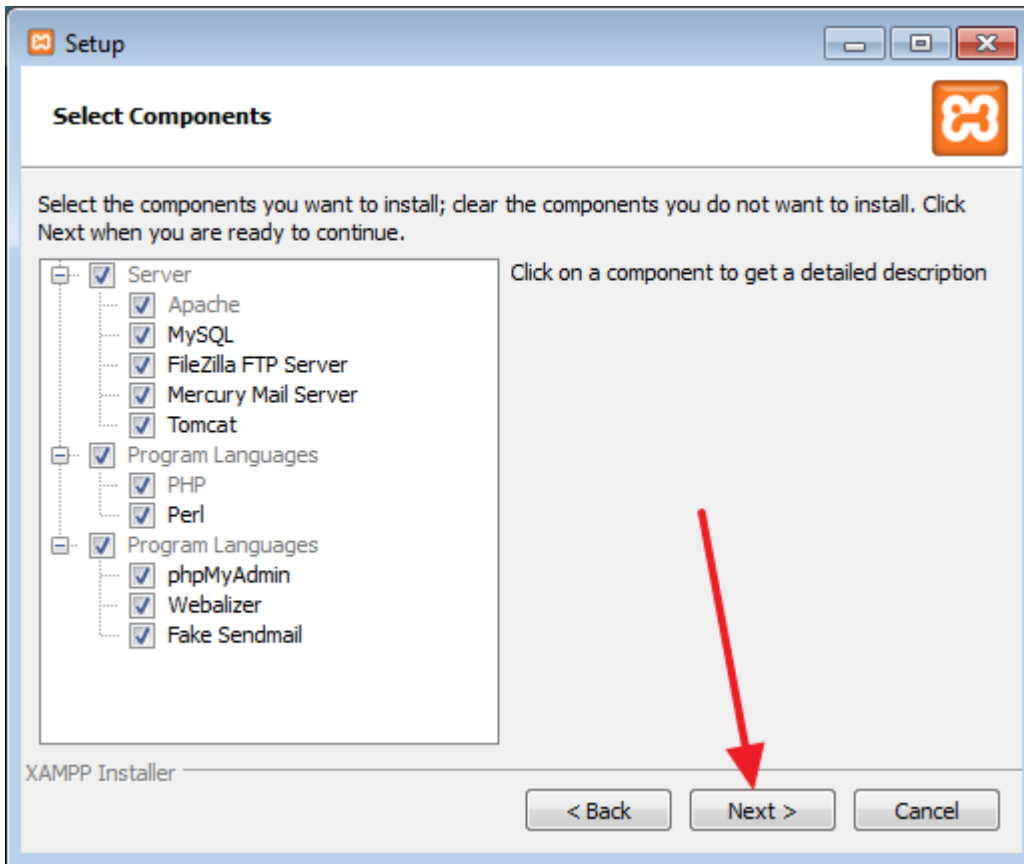 Setup
Select Components
Select the components you want to install; clear the components you do not want to install. Click
Next when you are ready to continue.
Server
Apache
MySQL
FileZilla FTP Server
Mercury Mail Server
Tomcat
Program Languages
PHP
Perl
Program Languages
phpMyAdmin
Webalizer
Fake Sendmail
Click on a component to get a detailed description
XAMPP Installer
< Back
Next >
Cancel